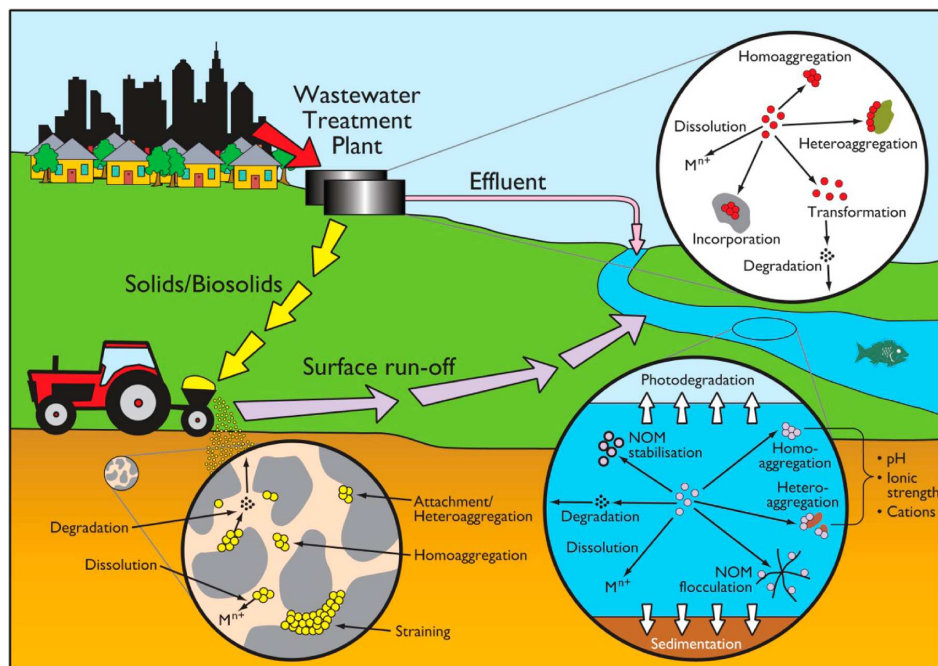 Wastewater
Treatment
Plant
Effluent
Solids/Biosolids
Surface run-off
Homoaggregation
Dissolution
Mⁿ⁺
Heteroaggregation
Incorporation
Transformation
Degradation
Photodegradation
NOM
stabilisation
Homo-
aggregation
Hetero-
aggregation
Degradation
Dissolution
Mⁿ⁺
NOM
flocculation
Sedimentation
• pH
• Ionic
strength
• Cations
Degradation
Dissolution
Mⁿ⁺
Attachment/
Heteroaggregation
Homoaggregation
Straining